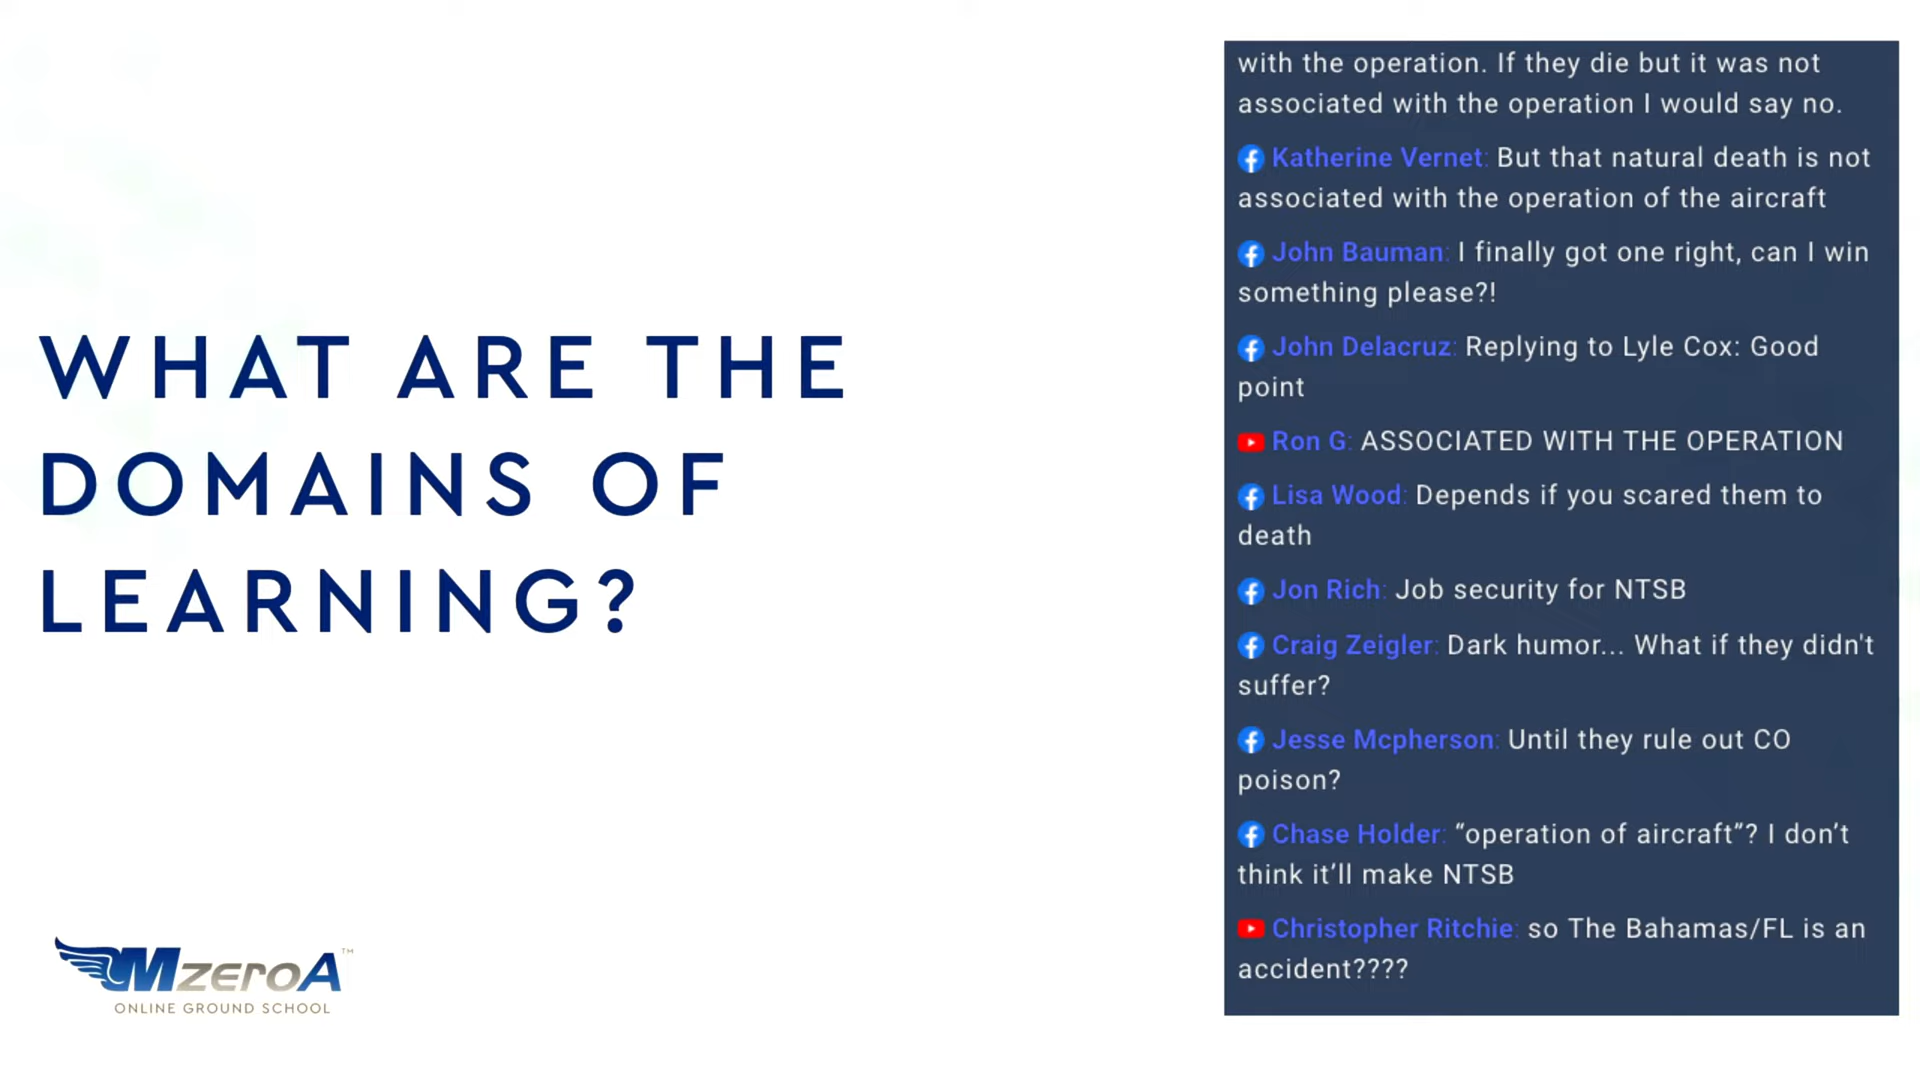 WHAT ARE THE
DOMAINS OF
LEARNING?
MzeroA™
ONLINE GROUND SCHOOL
with the operation. If they die but it was not
associated with the operation I would say no.
Katherine Vernet: But that natural death is not
associated with the operation of the aircraft
John Bauman: I finally got one right, can I win
something please?!
John Delacruz: Replying to Lyle Cox: Good
point
Ron G: ASSOCIATED WITH THE OPERATION
Lisa Wood: Depends if you scared them to
death
Jon Rich: Job security for NTSB
Craig Zeigler: Dark humor... What if they didn't
suffer?
Jesse Mcpherson: Until they rule out CO
poison?
Chase Holder: “operation of aircraft”? I don’t
think it’ll make NTSB
Christopher Ritchie: so The Bahamas/FL is an
accident????